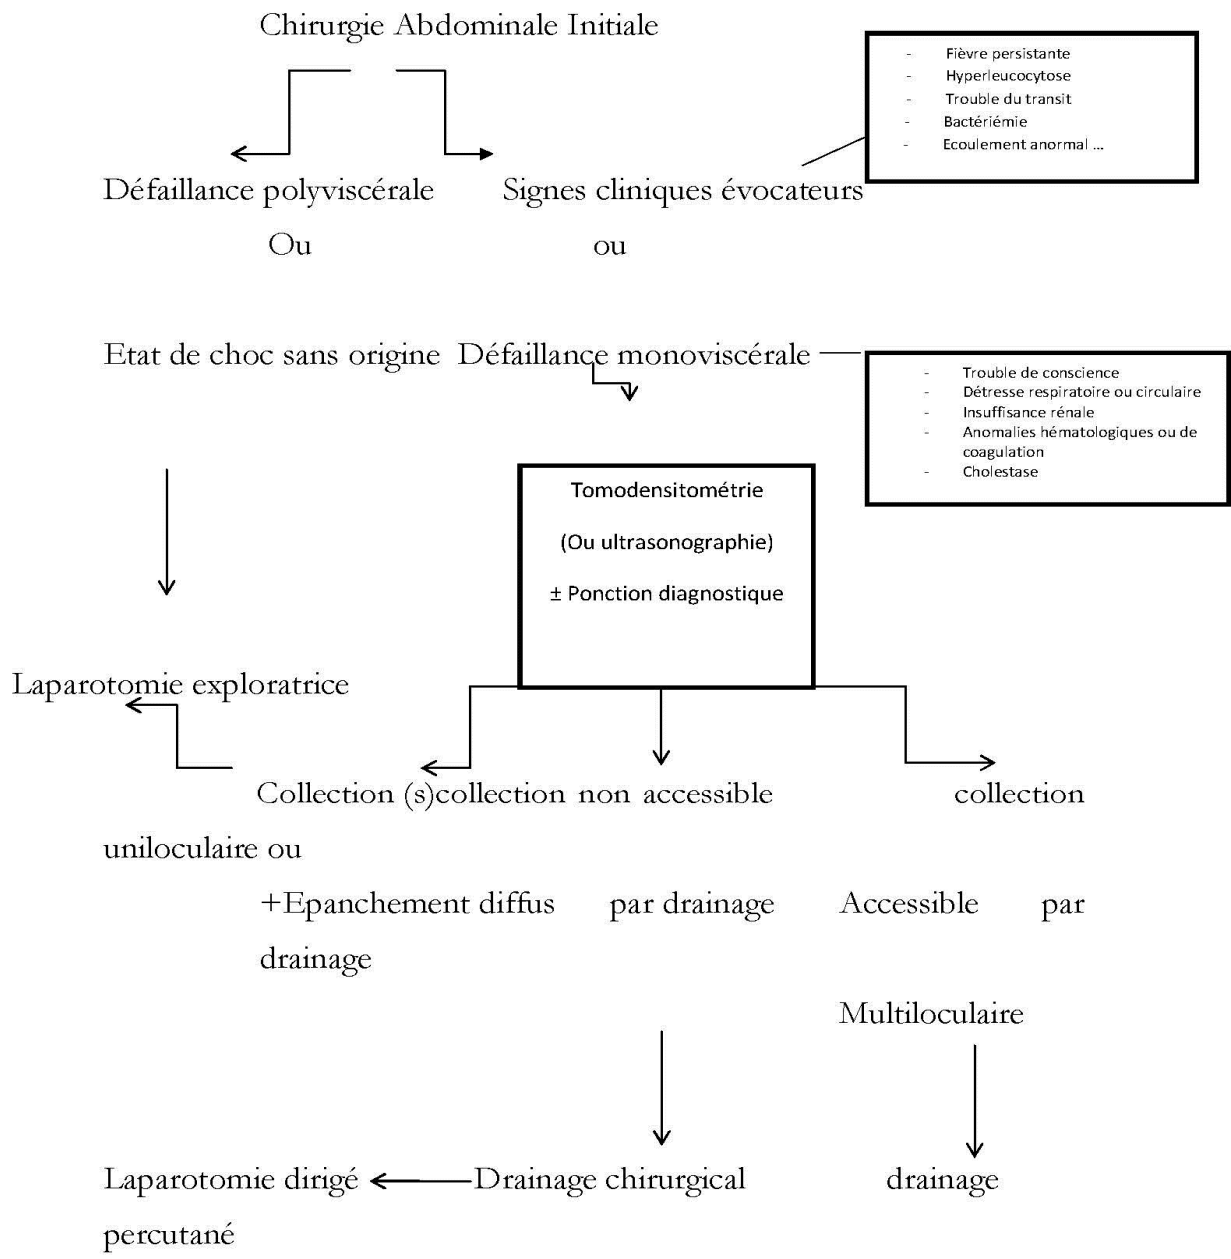 Chirurgie Abdominale Initiale
- Fièvre persistante
- Hyperleucocytose
- Trouble du transit
- Bactériémie
- Ecoulement anormal ...
Défaillance polyviscérale Signes cliniques évocateurs
Ou ou
Etat de choc sans origine Défaillance monoviscérale
- Trouble de conscience
- Détresse respiratoire ou circulaire
- Insuffisance rénale
- Anomalies hématologiques ou de
coagulation
- Cholestase
Tomodensitométrie
(Ou ultrasonographie)
± Ponction diagnostique
Laparotomie exploratrice
Collection (s)collection non accessible collection
uniloculaire ou
+Epanchement diffus par drainage Accessible par
drainage
Multiloculaire
Laparotomie dirigé Drainage chirurgical drainage
percutané